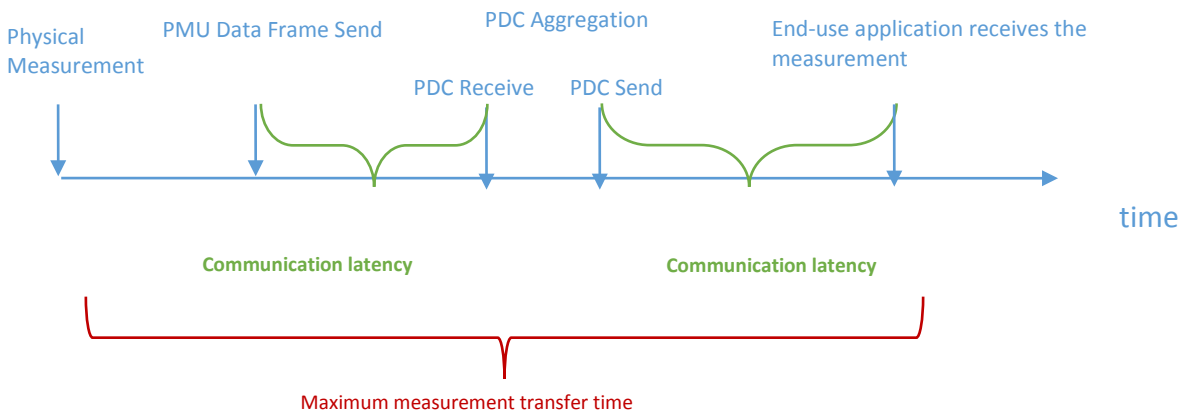 Physical
Measurement
PMU Data Frame Send
PDC Aggregation
PDC Receive
PDC Send
End-use application receives the
measurement
time
Communication latency
Communication latency
Maximum measurement transfer time